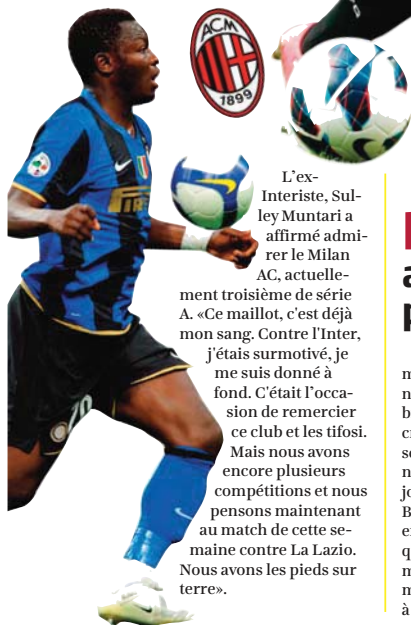 ACM
1899
PIRELLI
L'ex-
Interiste, Sul-
ley Muntari a
affirmé admi-
rer le Milan
AC, actuelle-
ment troisième de série
A. «Ce maillot, c'est déjà
mon sang. Contre l'Inter,
j'étais surmotivé, je
me suis donné à
fond. C'était l'occa-
sion de remercier
ce club et les tifosi.
Mais nous avons
encore plusieurs
compétitions et nous
pensons maintenant
au match de cette se-
maine contre La Lazio.
Nous avons les pieds sur
terre».